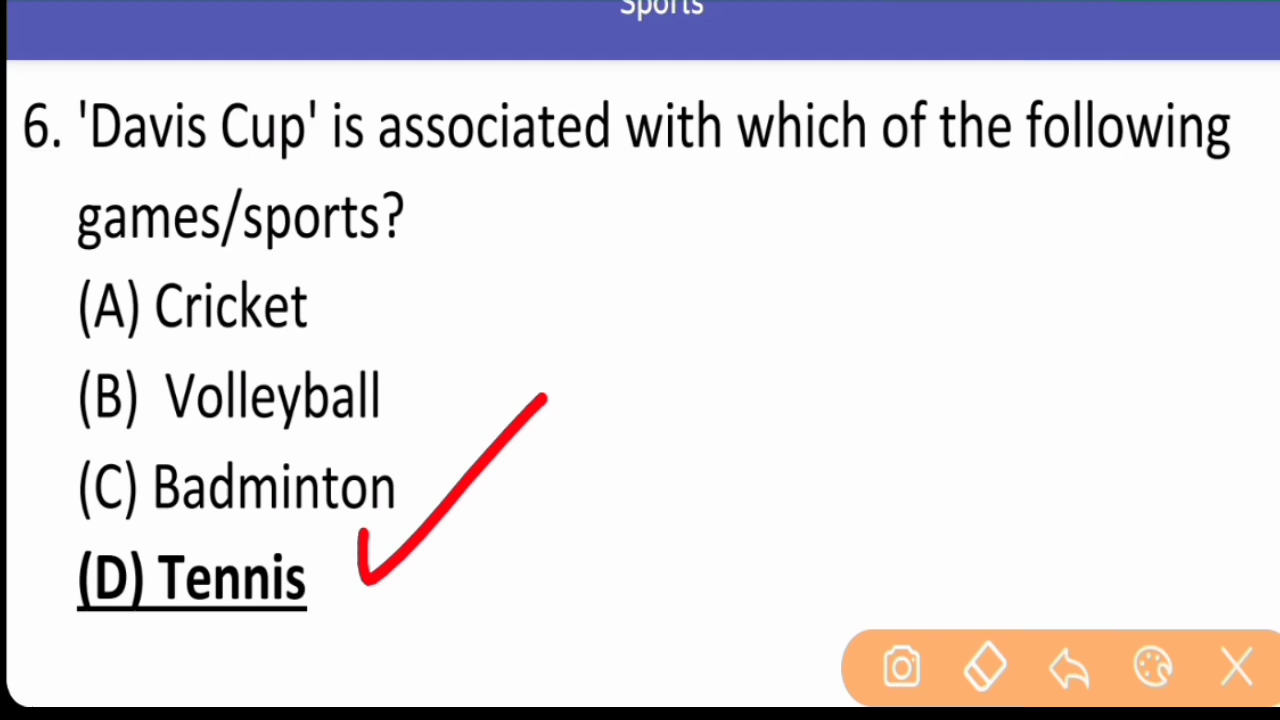 Sports
6. 'Davis Cup' is associated with which of the following
games/sports?
(A) Cricket
(B) Volleyball
(C) Badminton
(D) Tennis